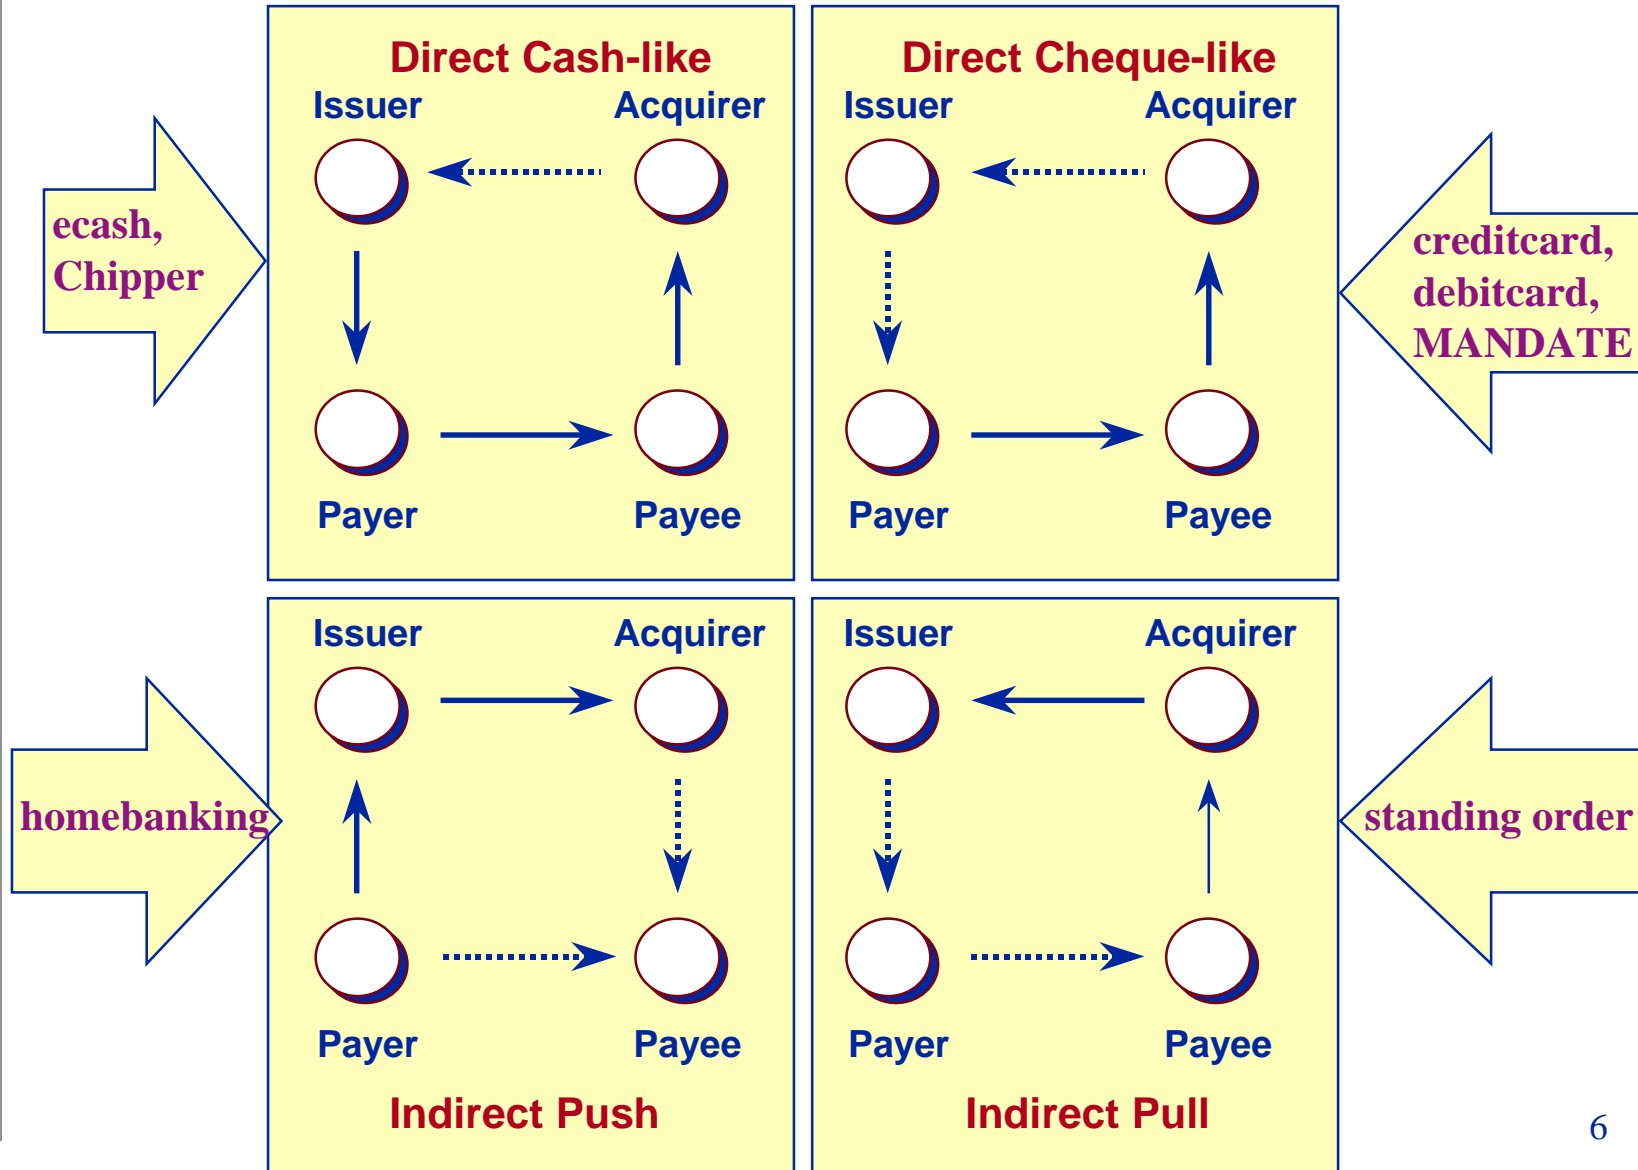 Direct Cash-like
Issuer Acquirer
ecash,
Chipper
Payer Payee
Direct Cheque-like
Issuer Acquirer
creditcard,
debitcard,
MANDATE
Payer Payee
Issuer Acquirer
homebanking
Payer Payee
Indirect Push
Issuer Acquirer
standing order
Payer Payee
Indirect Pull
6